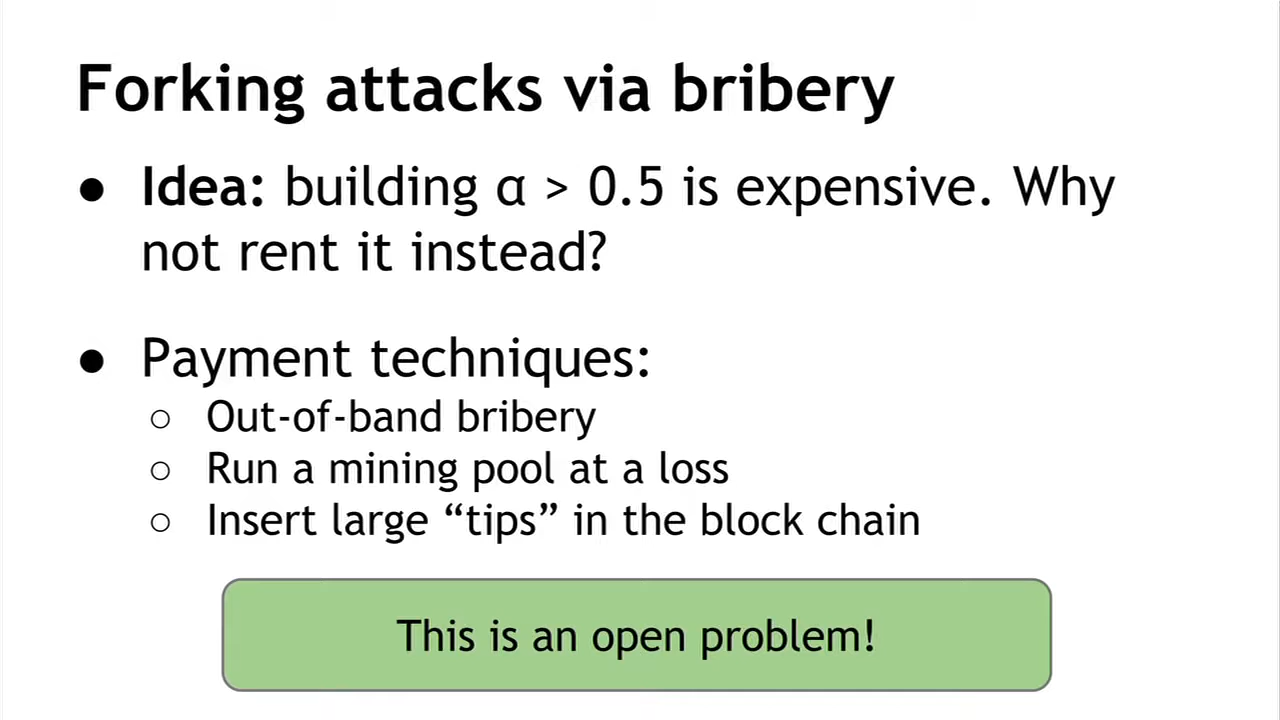 Forking attacks via bribery
● Idea: building α > 0.5 is expensive. Why
not rent it instead?
● Payment techniques:
○ Out-of-band bribery
○ Run a mining pool at a loss
○ Insert large “tips” in the block chain
This is an open problem!